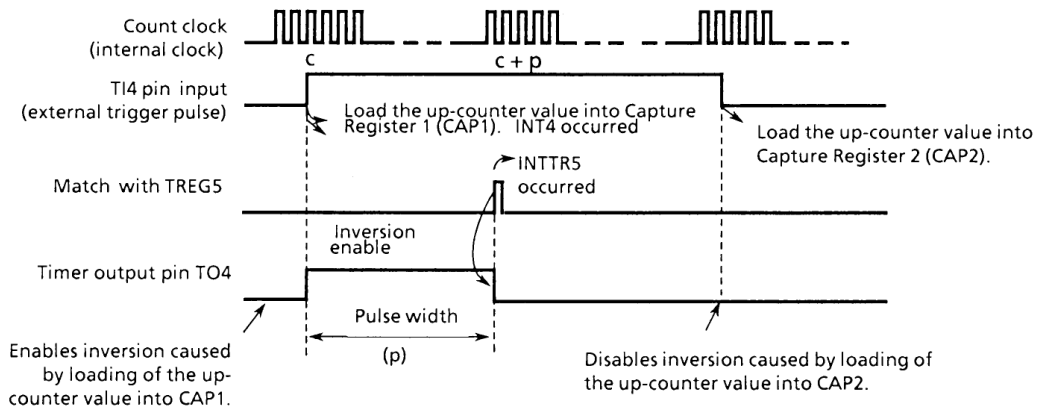 Count clock
(internal clock)
c
c + p
TI4 pin input
(external trigger pulse)
Load the up-counter value into Capture
Register 1 (CAP1). INT4 occurred
Load the up-counter value into
Capture Register 2 (CAP2).
INTTR5
occurred
Match with TREG5
Inversion
enable
Timer output pin TO4
Pulse width
(p)
Enables inversion caused
by loading of the up-
counter value into CAP1.
Disables inversion caused by loading of
the up-counter value into CAP2.